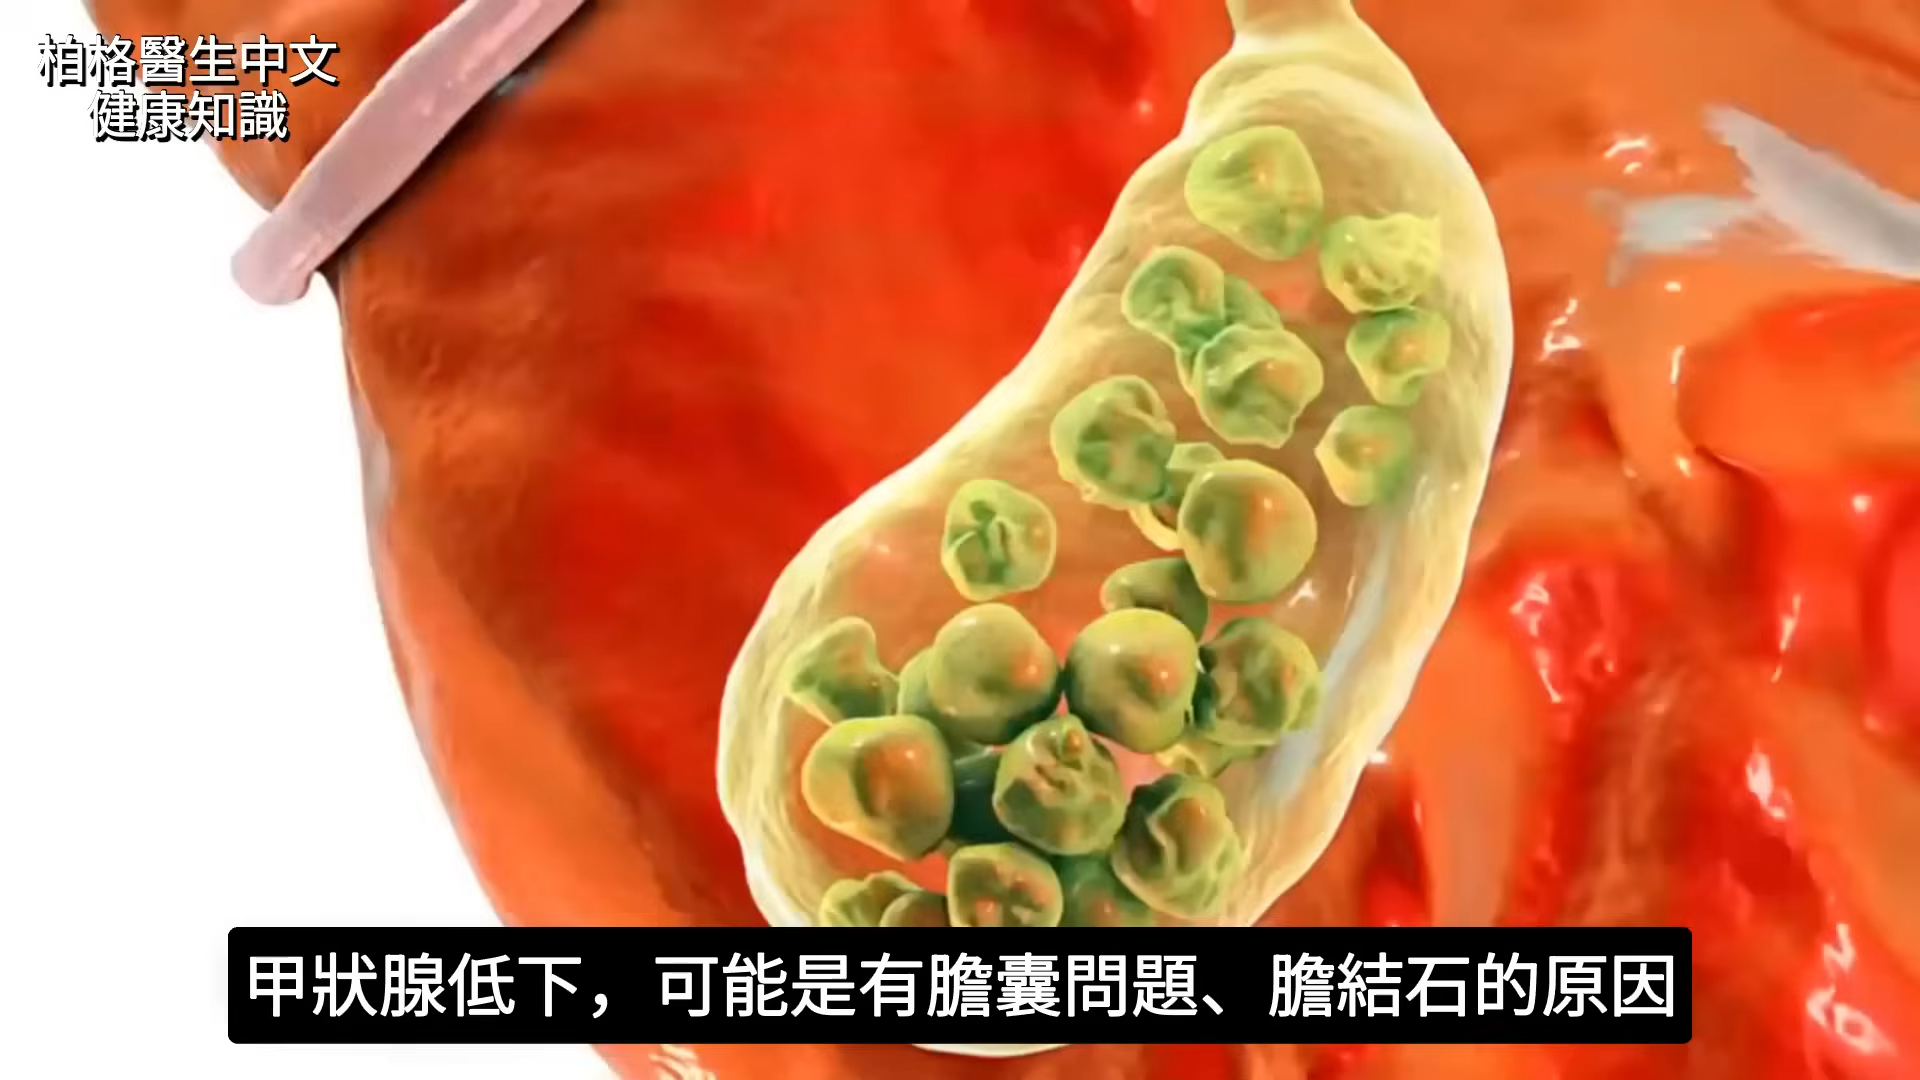 柏格醫生中文
健康知識
甲狀腺低下，可能是有膽囊問題、膽結石的原因